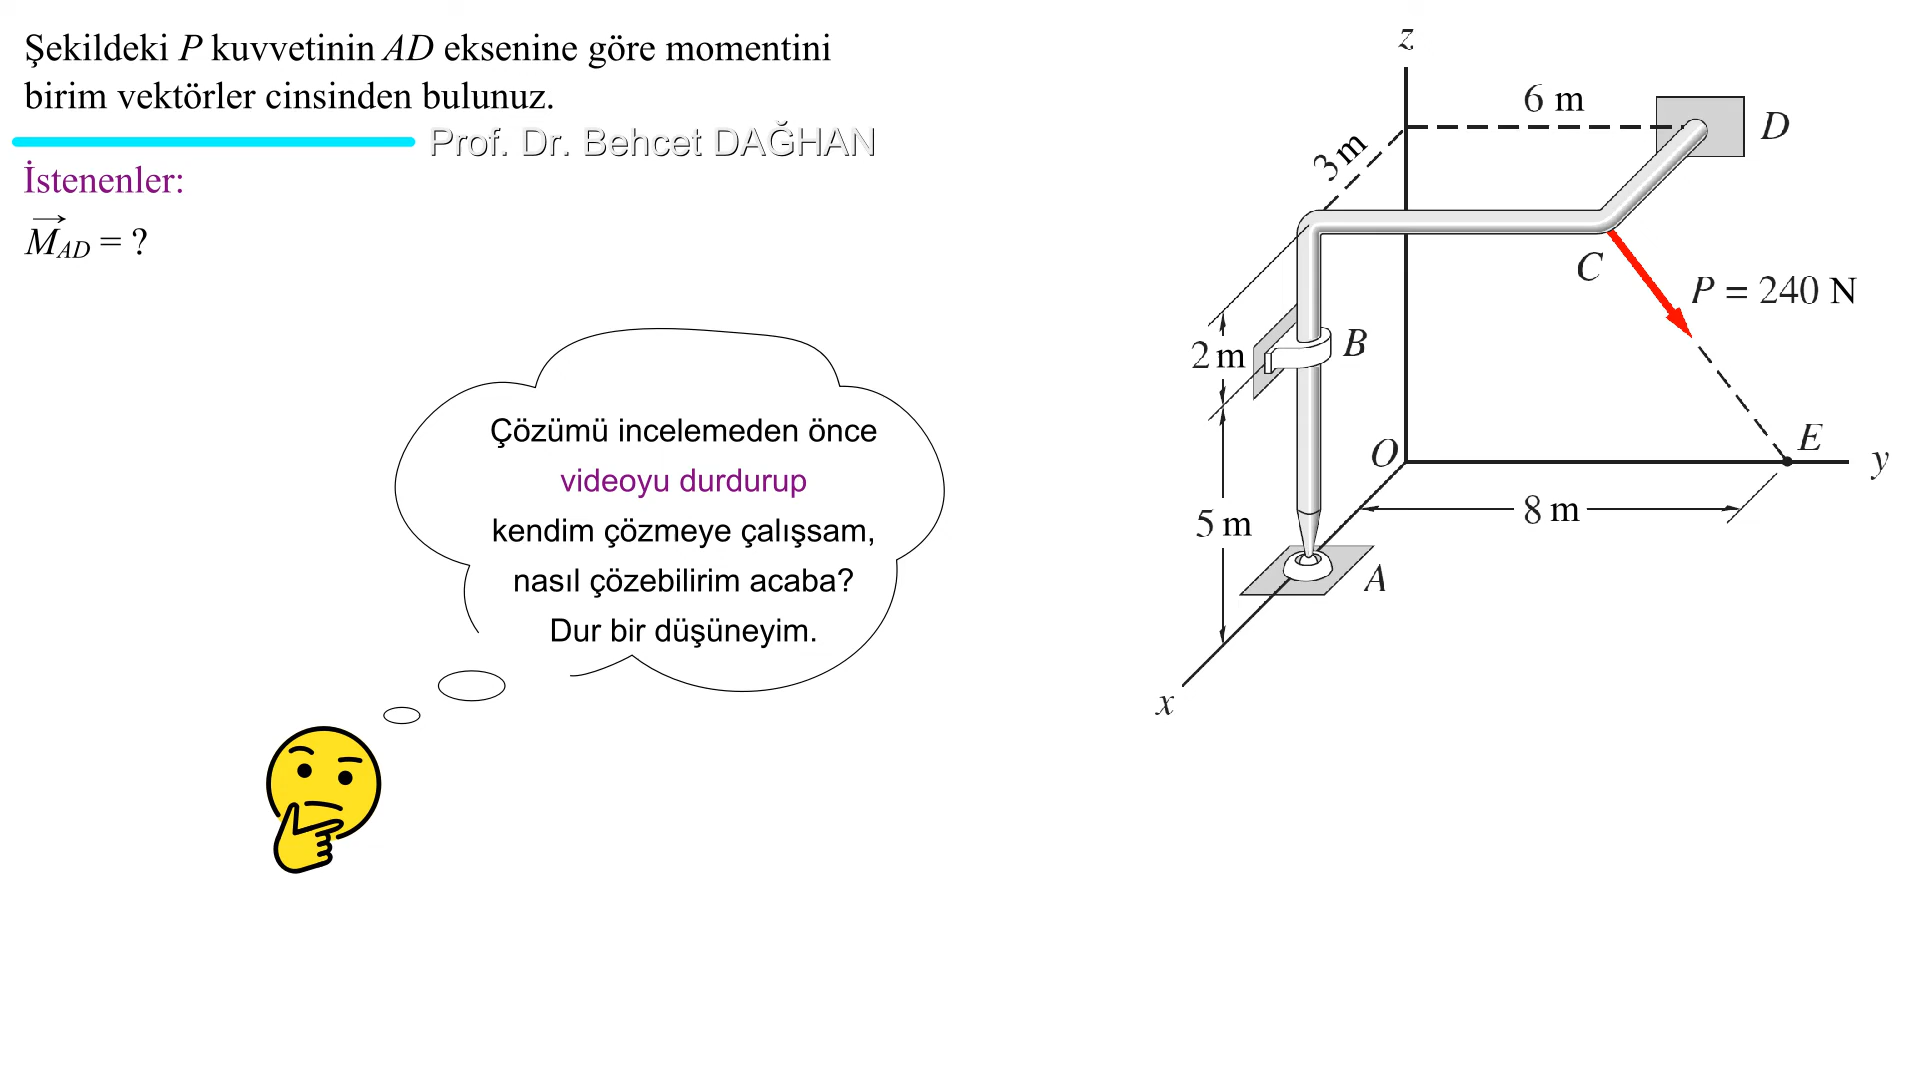 Şekildeki P kuvvetinin AD eksenine göre momentini
birim vektörler cinsinden bulunuz.
Prof. Dr. Behcet DAĞHAN
İstenenler:
M⃗AD = ?
Çözümü incelemeden önce
videoyu durdurup
kendim çözmeye çalışsam,
nasıl çözebilirim acaba?
Dur bir düşüneyim.
z
6 m
D
3 m
C
P = 240 N
2 m
B
E
O
y
8 m
5 m
A
x